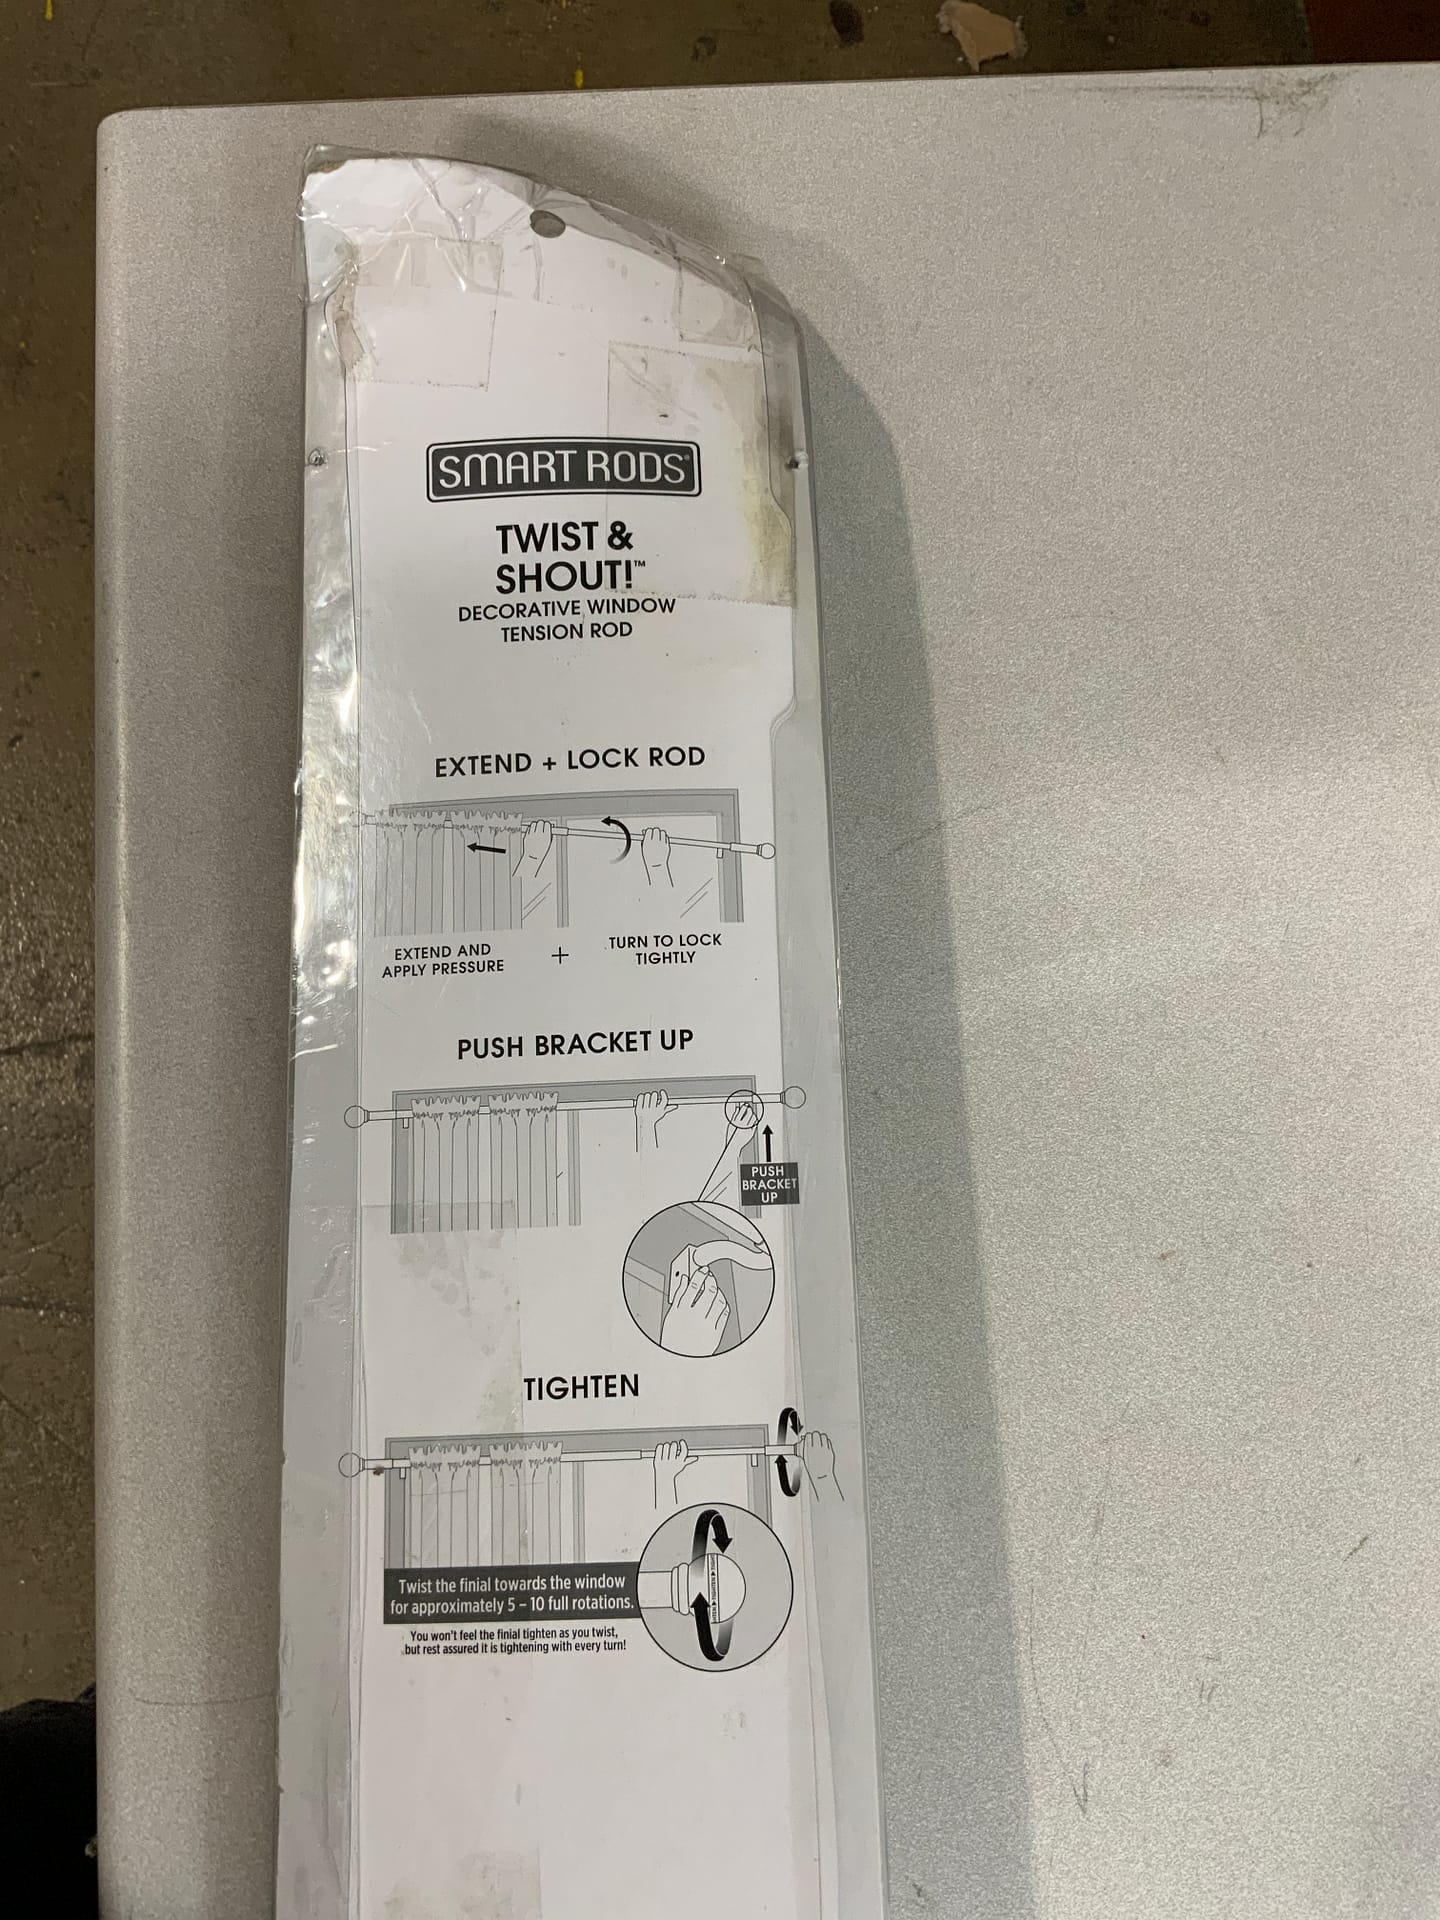 SMART RODS®
TWIST &
SHOUT!™
DECORATIVE WINDOW
TENSION ROD
EXTEND + LOCK ROD
EXTEND AND
APPLY PRESSURE
+
TURN TO LOCK
TIGHTLY
PUSH BRACKET UP
PUSH
BRACKET
UP
TIGHTEN
Twist the finial towards the window
for approximately 5 – 10 full rotations.
You won't feel the finial tighten as you twist,
but rest assured it is tightening with every turn!